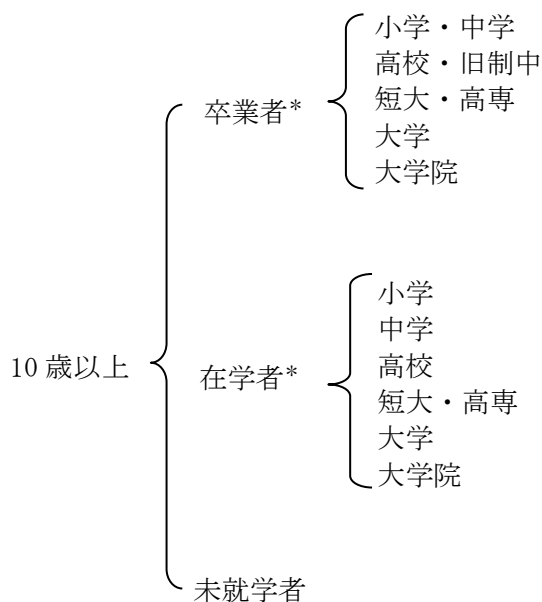 小学・中学
高校・旧制中
短大・高専
大学
大学院
卒業者*
小学
中学
高校
短大・高専
大学
大学院
在学者*
10歳以上
未就学者